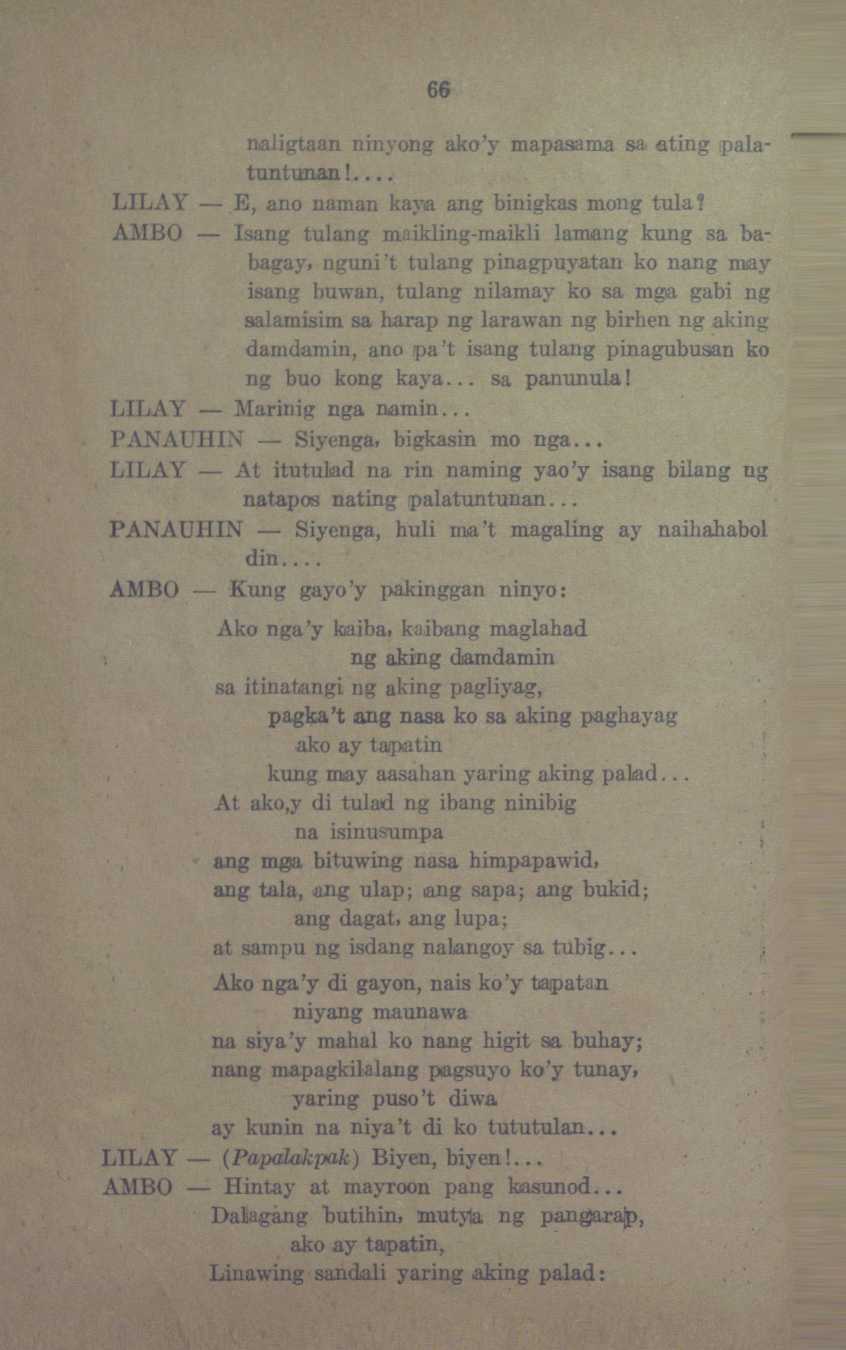 66
naligtaan ninyong ako'y mapasama sa ating pala-
tuntunan!....
LILAY — E, ano naman kaya ang binigkas mong tula?
AMBO — Isang tulang maikling-maikli lamang kung sa ba-
bagay, nguni't tulang pinagpuyatan ko nang may
isang buwan, tulang nilamay ko sa mga gabi ng
salamisim sa harap ng larawan ng birhen ng aking
damdamin, ano pa't isang tulang pinagubusan ko
ng buo kong kaya... sa panunula!
LILAY — Marinig nga namin...
PANAUHIN — Siyenga, bigkasin mo nga...
LILAY — At itutulad na rin naming yao'y isang bilang ng
natapos nating palatuntunan...
PANAUHIN — Siyenga, huli ma't magaling ay naihahabol
din....
AMBO — Kung gayo'y pakinggan ninyo:
Ako nga'y kaiba, kaibang maglahad
ng aking damdamin
sa itinatangi ng aking pagliyag,
pagka't ang nasa ko sa aking paghayag
ako ay tapatin
kung may aasahan yaring aking palad...
At ako,y di tulad ng ibang ninibig
na isinusumpa
ang mga bituwing nasa himpapawid,
ang tala, ang ulap; ang sapa; ang bukid;
ang dagat, ang lupa;
at sampu ng isdang nalangoy sa tubig...
Ako nga'y di gayon, nais ko'y tapatan
niyang maunawa
na siya'y mahal ko nang higit sa buhay;
nang mapagkilalang pagsuyo ko'y tunay,
yaring puso't diwa
ay kunin na niya't di ko tututulan...
LILAY — (Papalakpak) Biyen, biyen!...
AMBO — Hintay at mayroon pang kasunod...
Dalagang butihin, mutya ng pangarap,
ako ay tapatin,
Linawing sandali yaring aking palad: